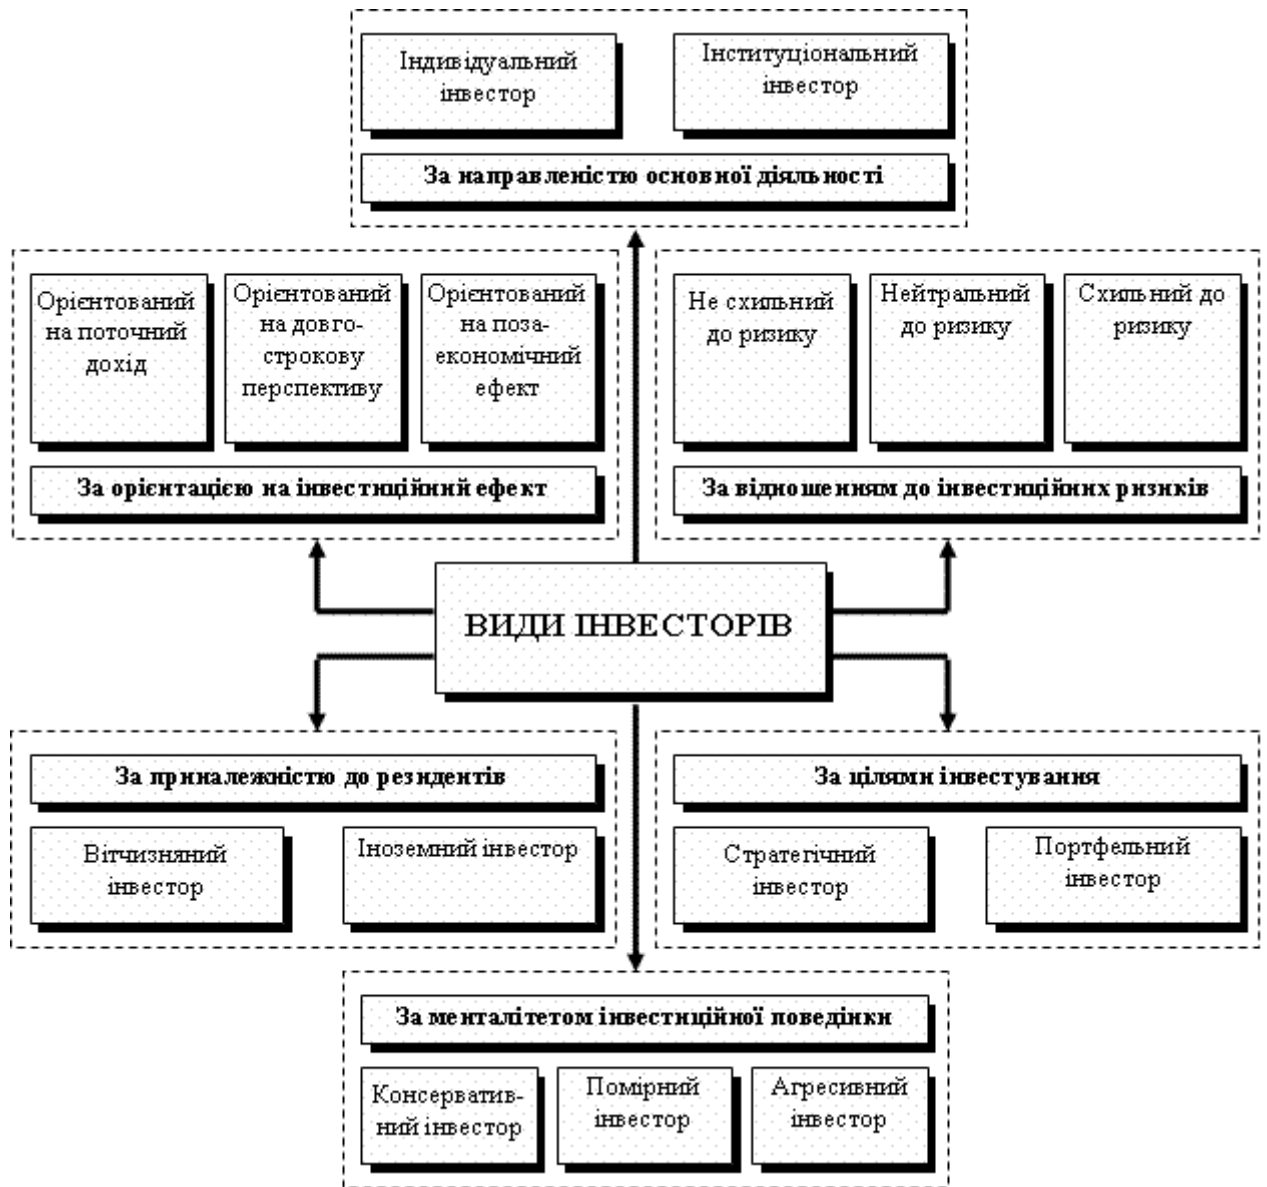 Індивідуальний
інвестор
Інституціональний
інвестор
За направленістю основної діяльності
Орієнтований
на поточний
дохід
Орієнтований
на довго-
строкову
перспективу
Орієнтований
на поза-
економічний
ефект
За орієнтацією на інвестиційний ефект
Не схильний
до ризику
Нейтральний
до ризику
Схильний до
ризику
За відношенням до інвестиційних ризиків
ВИДИ ІНВЕСТОРІВ
За приналежністю до резидентів
Вітчизняний
інвестор
Іноземний інвестор
За цілями інвестування
Стратегічний
інвестор
Портфельний
інвестор
За менталітетом інвестиційної поведінки
Консерватив-
ний інвестор
Помірний
інвестор
Агресивний
інвестор